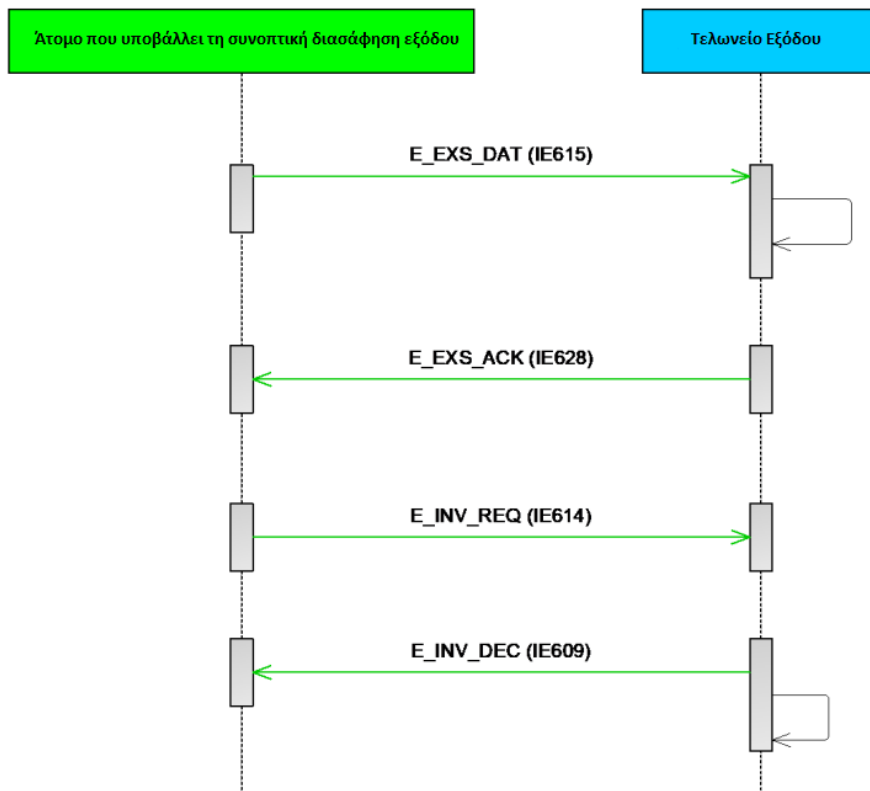 Άτομο που υποβάλλει τη συνοπτική διασάφηση εξόδου
Τελωνείο Εξόδου
E_EXS_DAT (IE615)
E_EXS_ACK (IE628)
E_INV_REQ (IE614)
E_INV_DEC (IE609)